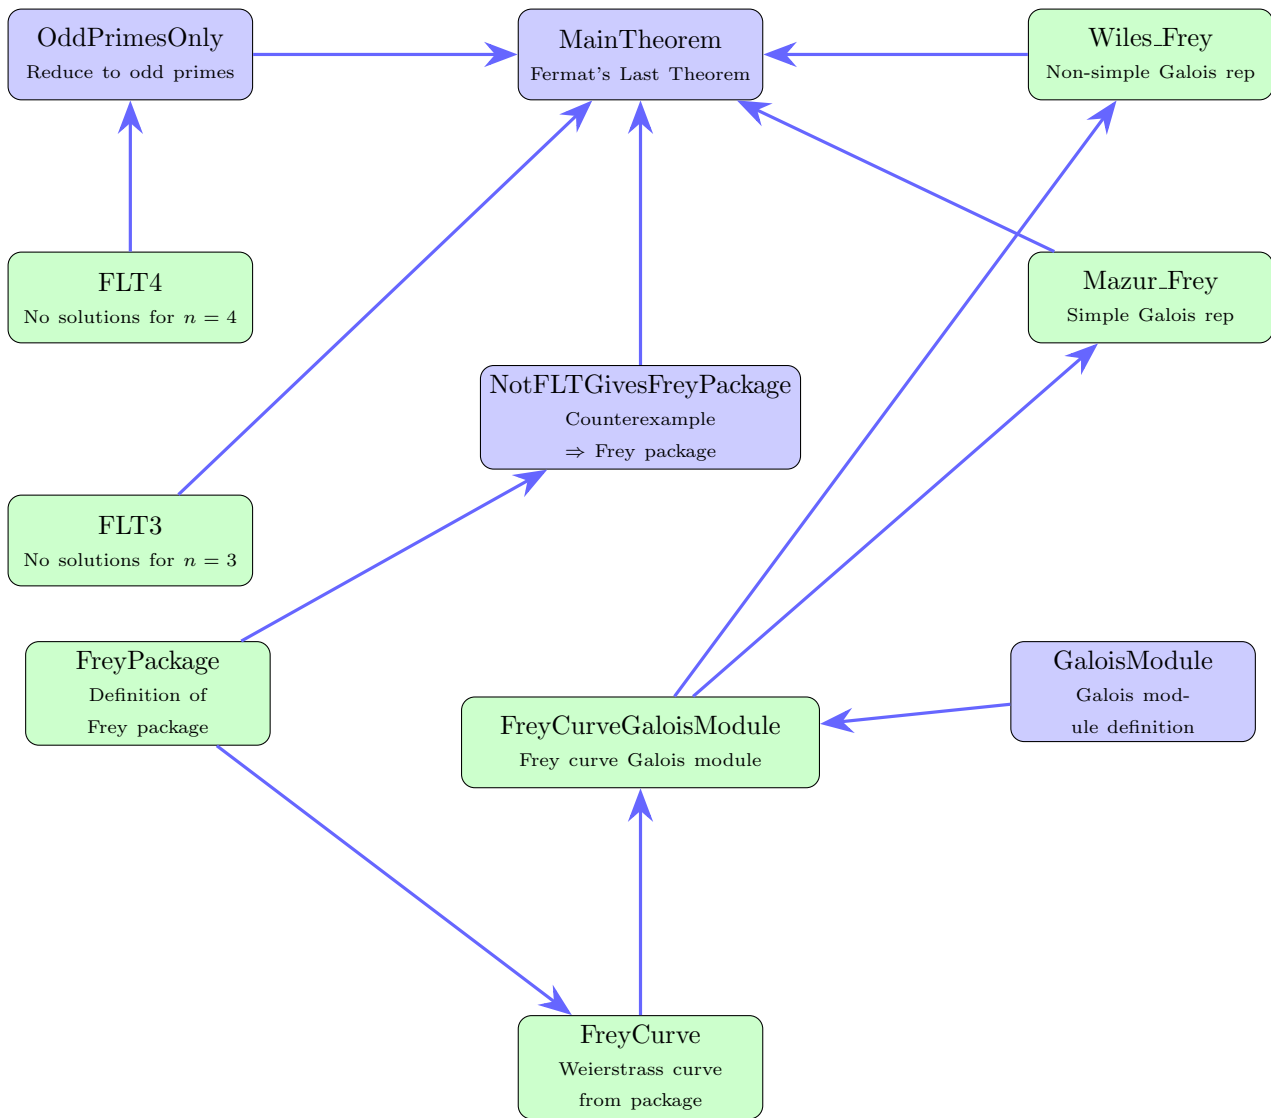 OddPrimesOnly
Reduce to odd primes
MainTheorem
Fermat's Last Theorem
Wiles_Frey
Non-simple Galois rep
FLT4
No solutions for n = 4
Mazur_Frey
Simple Galois rep
NotFLTGivesFreyPackage
Counterexample
⇒ Frey package
FLT3
No solutions for n = 3
FreyPackage
Definition of
Frey package
FreyCurveGaloisModule
Frey curve Galois module
GaloisModule
Galois mod-
ule definition
FreyCurve
Weierstrass curve
from package